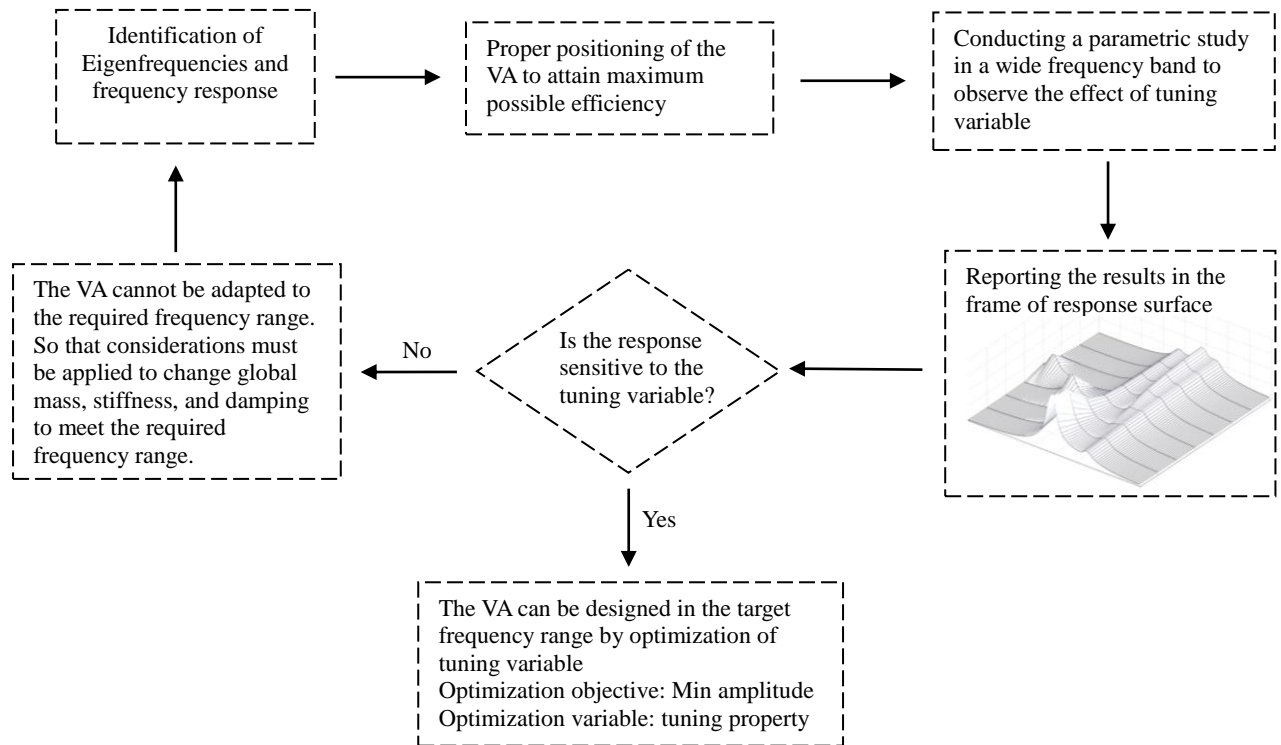 Identification of
Eigenfrequencies and
frequency response
Proper positioning of the
VA to attain maximum
possible efficiency
Conducting a parametric study
in a wide frequency band to
observe the effect of tuning
variable
Reporting the results in the
frame of response surface
Is the response
sensitive to the
tuning variable?
No
The VA cannot be adapted to
the required frequency range.
So that considerations must
be applied to change global
mass, stiffness, and damping
to meet the required
frequency range.
Yes
The VA can be designed in the target
frequency range by optimization of
tuning variable
Optimization objective: Min amplitude
Optimization variable: tuning property